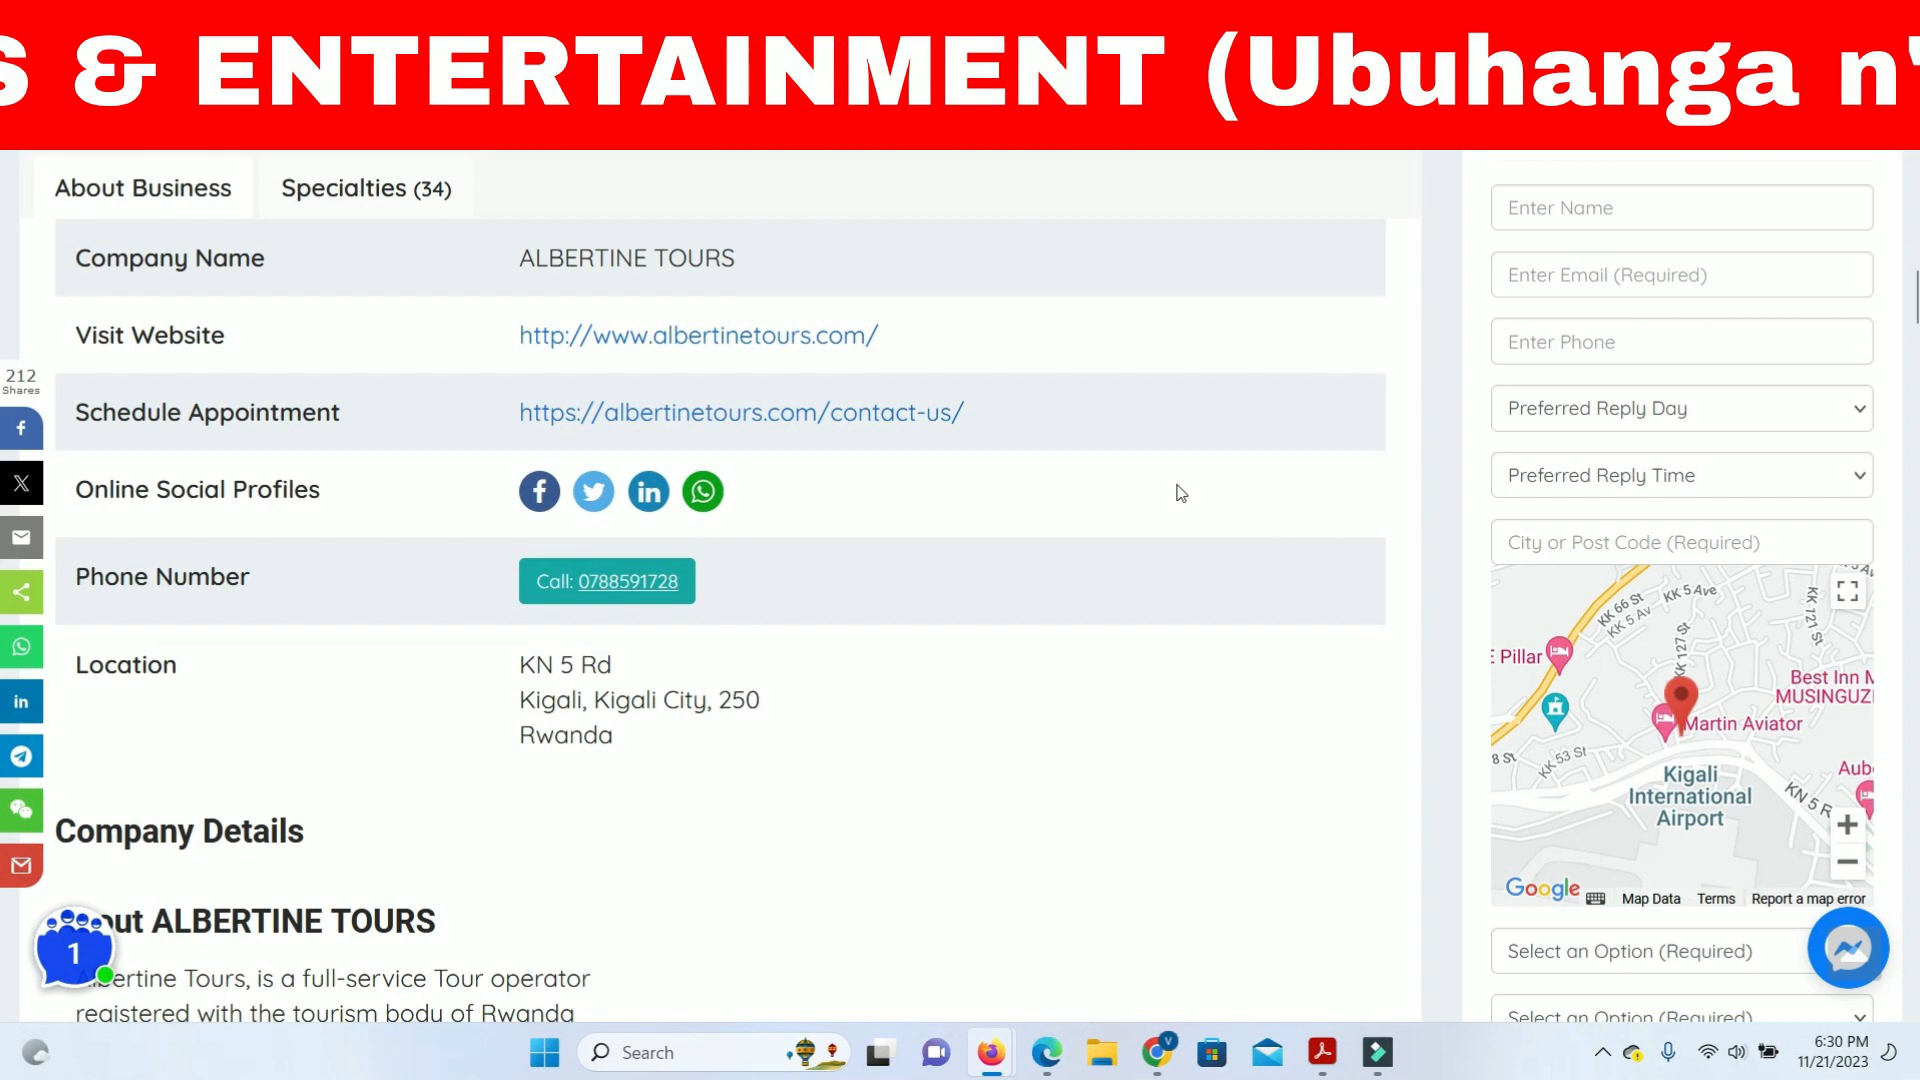 S & ENTERTAINMENT (Ubuhanga n'
About Business
Specialties (34)
Company Name
ALBERTINE TOURS
Visit Website
http://www.albertinetours.com/
Schedule Appointment
https://albertinetours.com/contact-us/
Online Social Profiles
Phone Number
Call: 0788591728
Location
KN 5 Rd
Kigali, Kigali City, 250
Rwanda
Company Details
out ALBERTINE TOURS
Albertine Tours, is a full-service Tour operator
registered with the tourism body of Rwanda
212
Shares
1
Enter Name
Enter Email (Required)
Enter Phone
Preferred Reply Day
Preferred Reply Time
City or Post Code (Required)
KK 66 St
KK 5 Ave
KK 5 Av
KK 121 St
KK 127 St
E Pillar
Best Inn M
MUSINGUZ
Martin Aviator
8 St
KK 53 St
Kigali
International
Airport
Aub
KN 5 R
Google
Map Data
Terms
Report a map error
Select an Option (Required)
Select an Option (Required)
Search
V
6:30 PM
11/21/2023